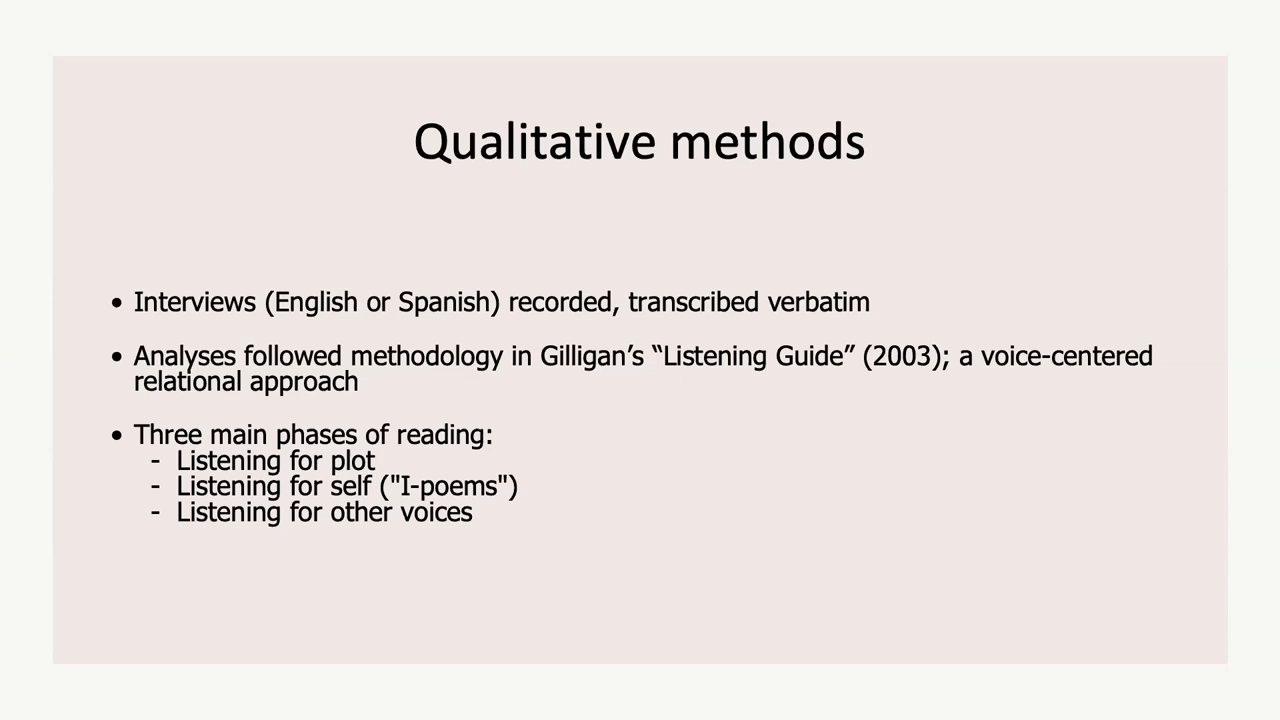 Qualitative methods
• Interviews (English or Spanish) recorded, transcribed verbatim
• Analyses followed methodology in Gilligan’s “Listening Guide” (2003); a voice-centered
relational approach
• Three main phases of reading:
- Listening for plot
- Listening for self ("I-poems")
- Listening for other voices